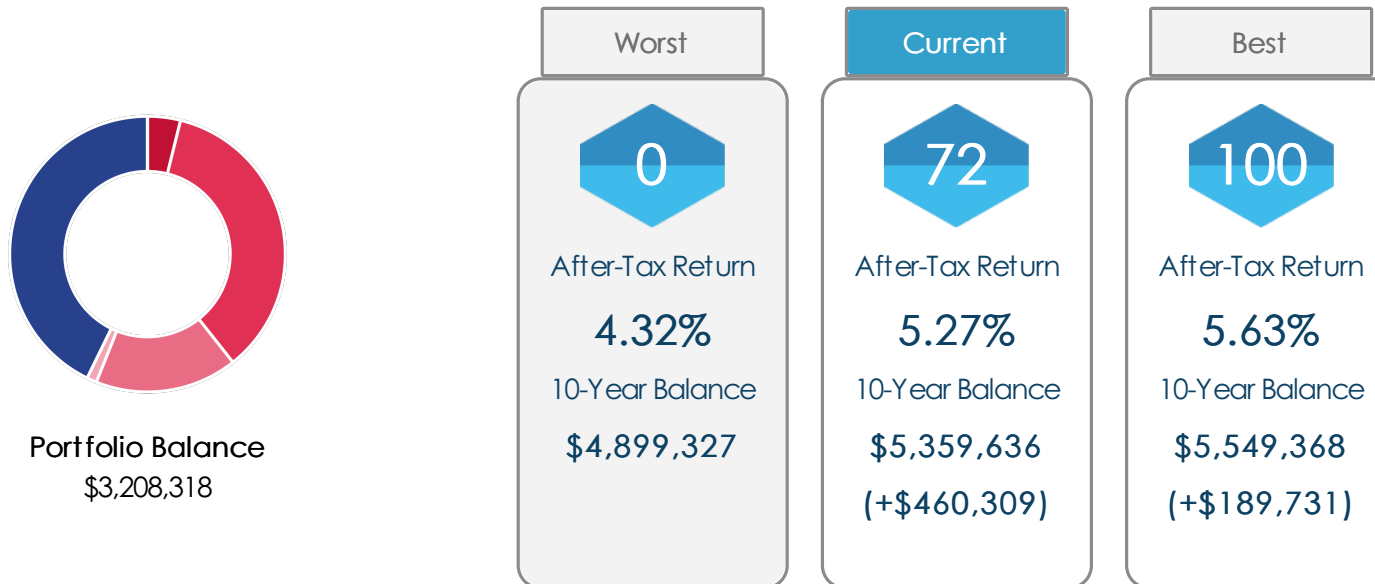 Portfolio Balance
$3,208,318
Worst
0
After-Tax Return
4.32%
10-Year Balance
$4,899,327
Current
72
After-Tax Return
5.27%
10-Year Balance
$5,359,636
(+$460,309)
Best
100
After-Tax Return
5.63%
10-Year Balance
$5,549,368
(+$189,731)